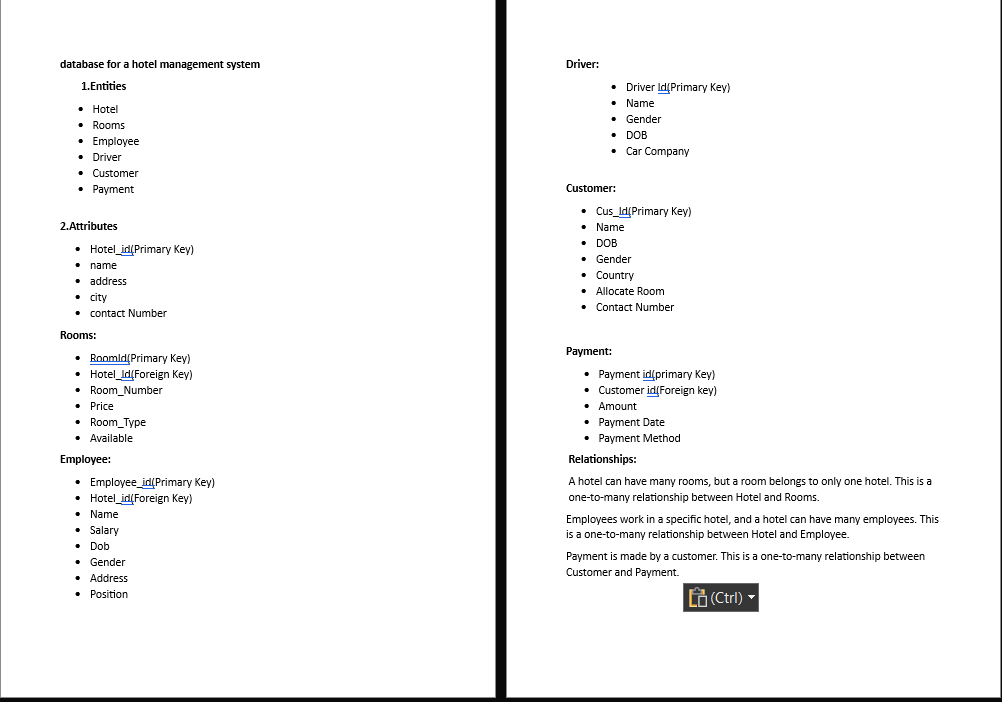 database for a hotel management system
1.Entities
• Hotel
• Rooms
• Employee
• Driver
• Customer
• Payment
2.Attributes
• Hotel_id(Primary Key)
• name
• address
• city
• contact Number
Rooms:
• RoomId(Primary Key)
• Hotel_Id(Foreign Key)
• Room_Number
• Price
• Room_Type
• Available
Employee:
• Employee_id(Primary Key)
• Hotel_id(Foreign Key)
• Name
• Salary
• Dob
• Gender
• Address
• Position
Driver:
• Driver Id(Primary Key)
• Name
• Gender
• DOB
• Car Company
Customer:
• Cus_Id(Primary Key)
• Name
• DOB
• Gender
• Country
• Allocate Room
• Contact Number
Payment:
• Payment id(primary Key)
• Customer id(Foreign key)
• Amount
• Payment Date
• Payment Method
Relationships:
A hotel can have many rooms, but a room belongs to only one hotel. This is a
one-to-many relationship between Hotel and Rooms.
Employees work in a specific hotel, and a hotel can have many employees. This
is a one-to-many relationship between Hotel and Employee.
Payment is made by a customer. This is a one-to-many relationship between
Customer and Payment.
(Ctrl)